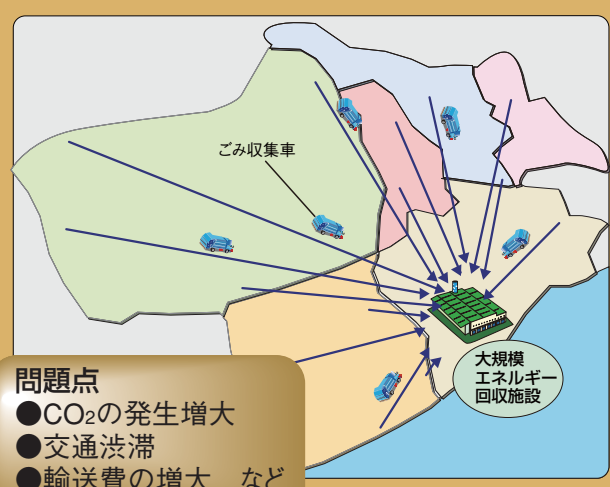 ごみ収集車
大規模
エネルギー
回収施設
問題点
●CO₂の発生増大
●交通渋滞
●輸送費の増大　など